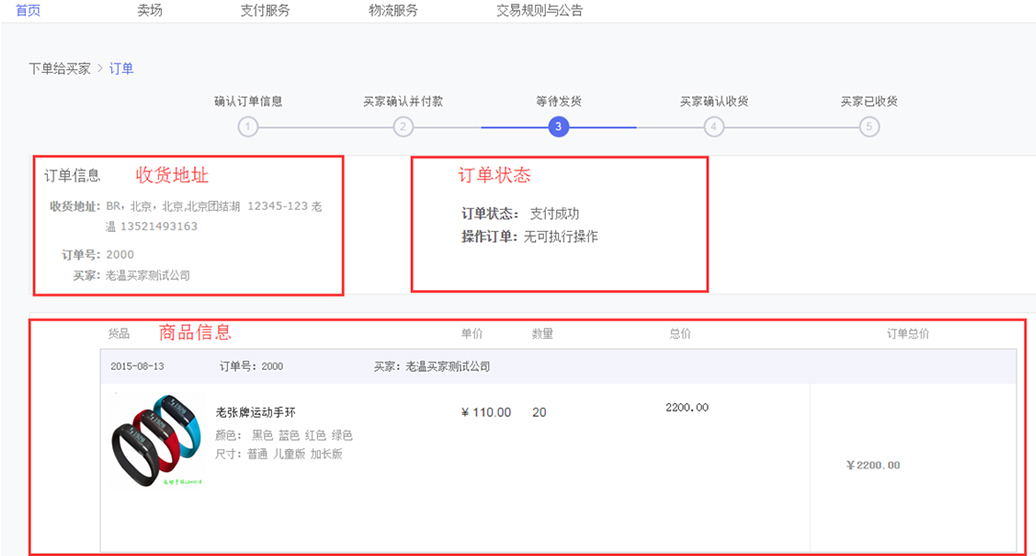 首页 卖场 支付服务 物流服务 交易规则与公告
下单给买家 > 订单
确认订单信息 买家确认并付款 等待发货 买家确认收货 买家已收货
1 2 3 4 5
订单信息 收货地址
收货地址: BR，北京，北京,北京团结湖 12345-123 老
温 13521493163
订单号: 2000
买家: 老温买家测试公司
订单状态
订单状态: 支付成功
操作订单: 无可执行操作
货品 商品信息 单价 数量 总价 订单总价
2015-08-13 订单号: 2000 买家: 老温买家测试公司
老张牌运动手环 ¥ 110.00 20 2200.00
颜色: 黑色 蓝色 红色 绿色
尺寸: 普通 儿童版 加长版
¥2200.00